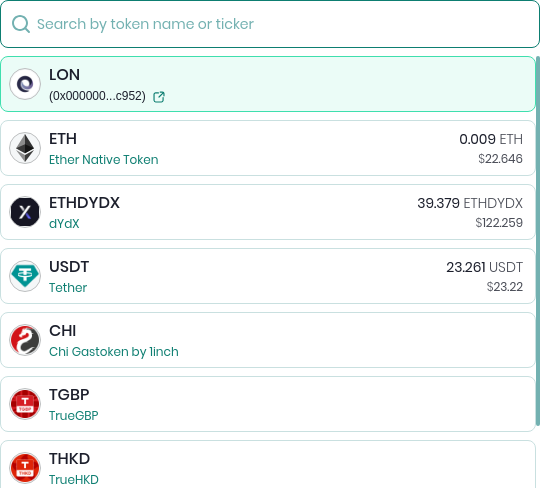 Search by token name or ticker
LON
(0x000000...c952)
ETH
0.009 ETH
Ether Native Token
$22.646
ETHDYDX
39.379 ETHDYDX
dYdX
$122.259
USDT
23.261 USDT
Tether
$23.22
CHI
Chi Gastoken by 1inch
TGBP
TGBP
TrueGBP
THKD
THKD
TrueHKD